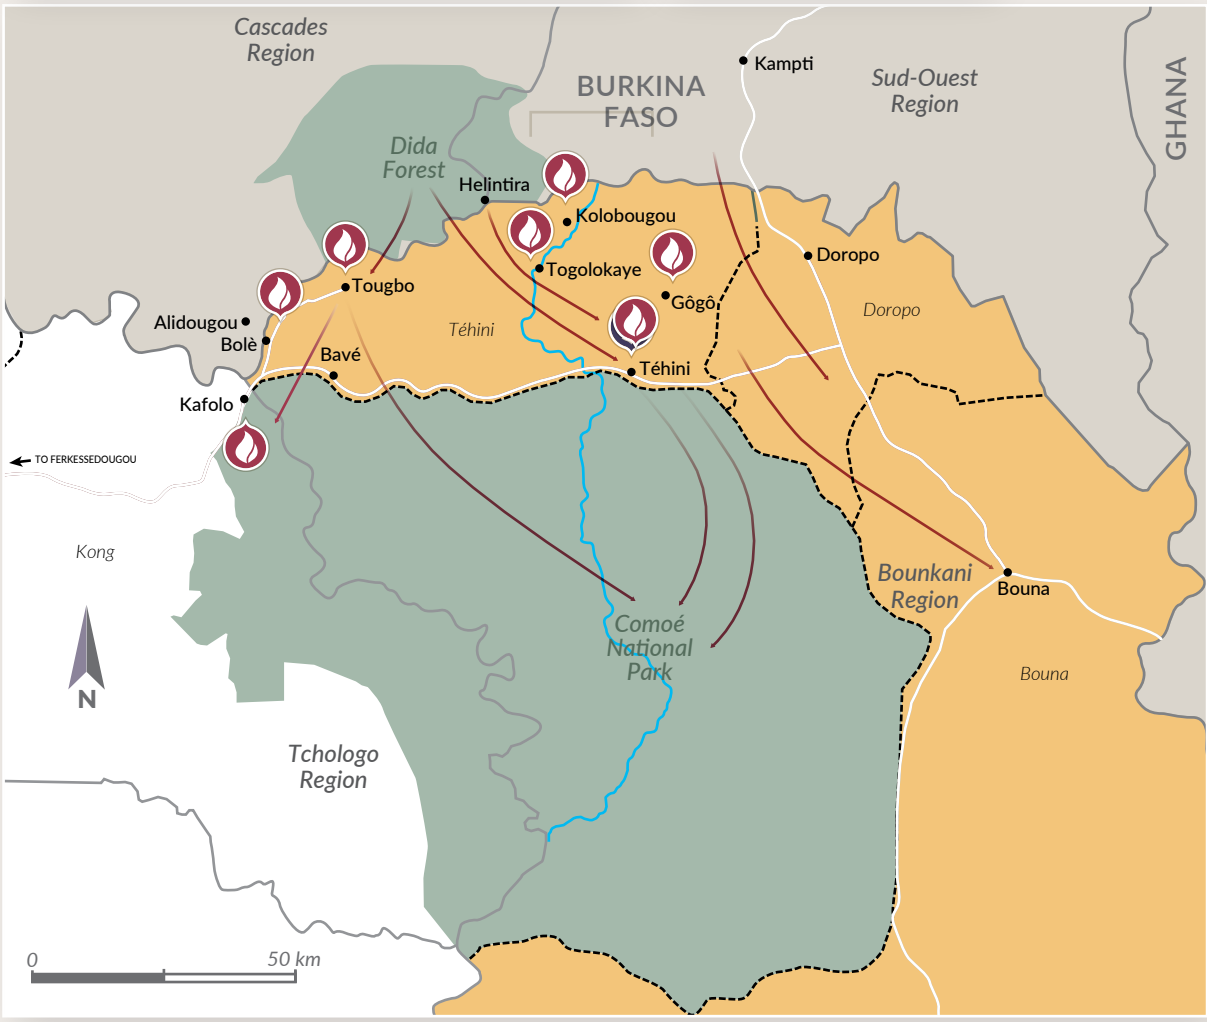 Cascades
Region
BURKINA
FASO
Kampti
Sud-Ouest
Region
GHANA
Dida
Forest
Helintira
Kolobougou
Togolokaye
Doropo
Tougbo
Gôgô
Doropo
Alidougou
Téhini
Bolè
Bavé
Téhini
Kafolo
TO FERKESSEDOUGOU
Kong
Bounkani
Region
Bouna
Comoé
National
Park
Bouna
N
Tchologo
Region
0
50 km